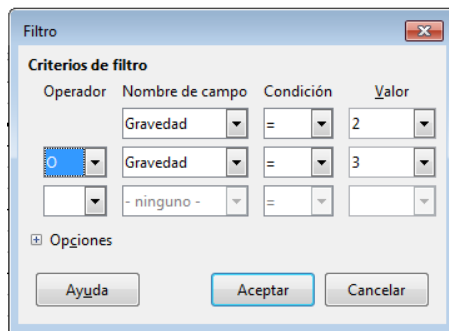 Filtro
Criterios de filtro
Operador Nombre de campo Condición Valor
Gravedad = 2
O Gravedad = 3
- ninguno - =
Opciones
Ayuda Aceptar Cancelar